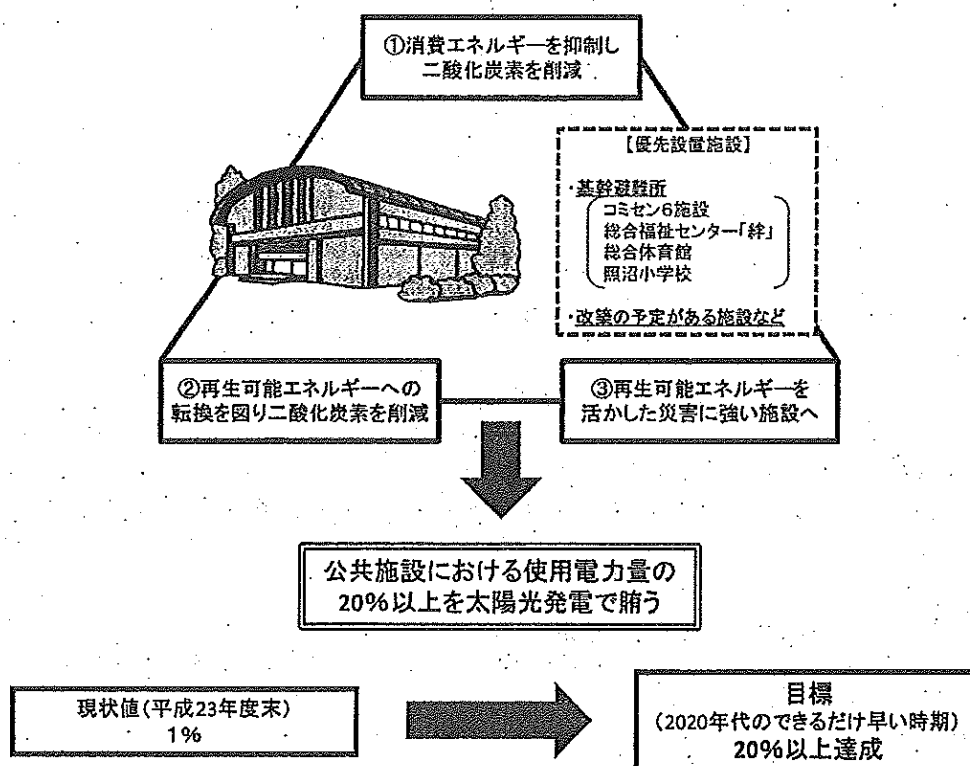 ①消費エネルギーを抑制し
二酸化炭素を削減
【優先設置施設】
・基幹避難所
コミセン6施設
総合福祉センター「絆」
総合体育館
照沼小学校
・改築の予定がある施設など
②再生可能エネルギーへの
転換を図り二酸化炭素を削減
③再生可能エネルギーを
活かした災害に強い施設へ
公共施設における使用電力量の
20%以上を太陽光発電で賄う
現状値(平成23年度末)
1%
目標
(2020年代のできるだけ早い時期)
20%以上達成